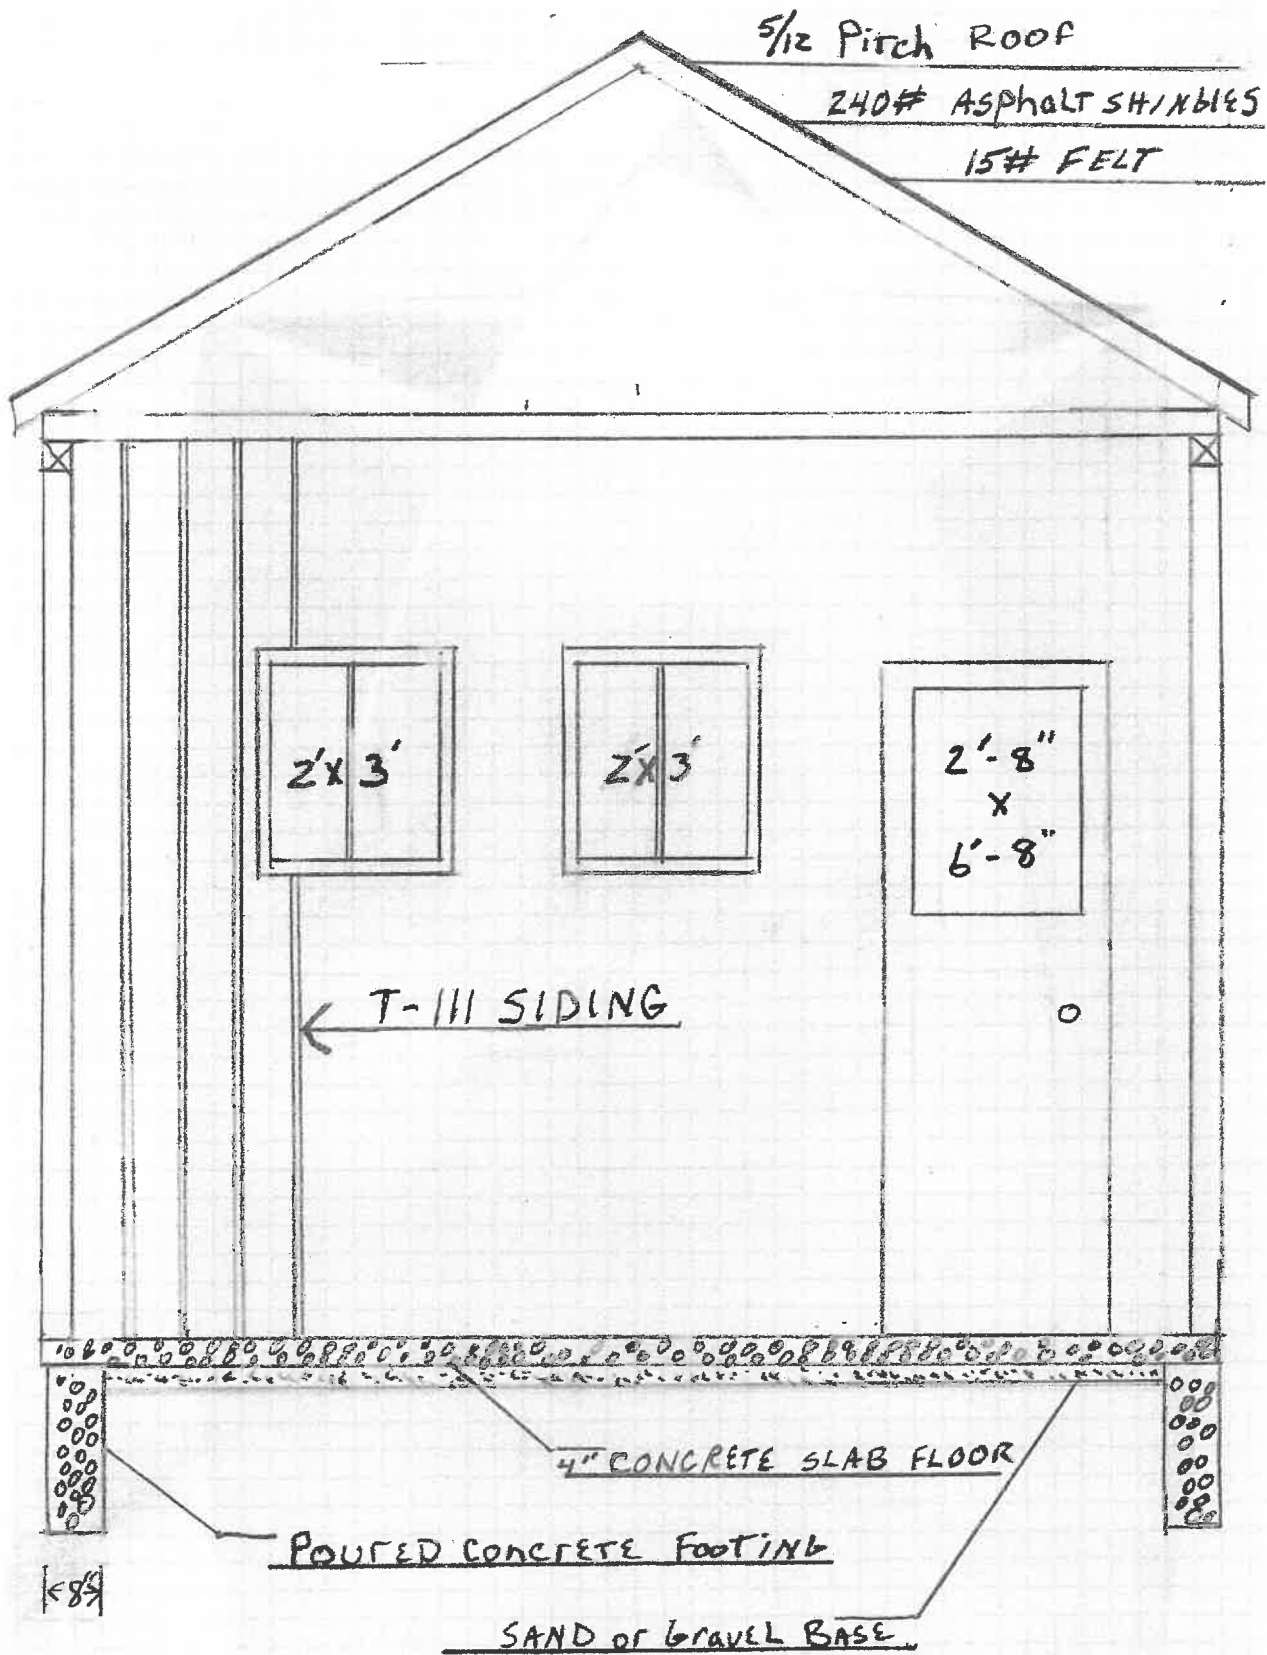 5/12 Pitch Roof
240# Asphalt SHINblES
15# FELT
2'x 3'
2'x 3'
2'-8"
x
6'-8"
T-111 SIDING
4" CONCRETE SLAB FLOOR
POUrED CONCrETE FOOTING
<8">
SAND or GravEL BASE